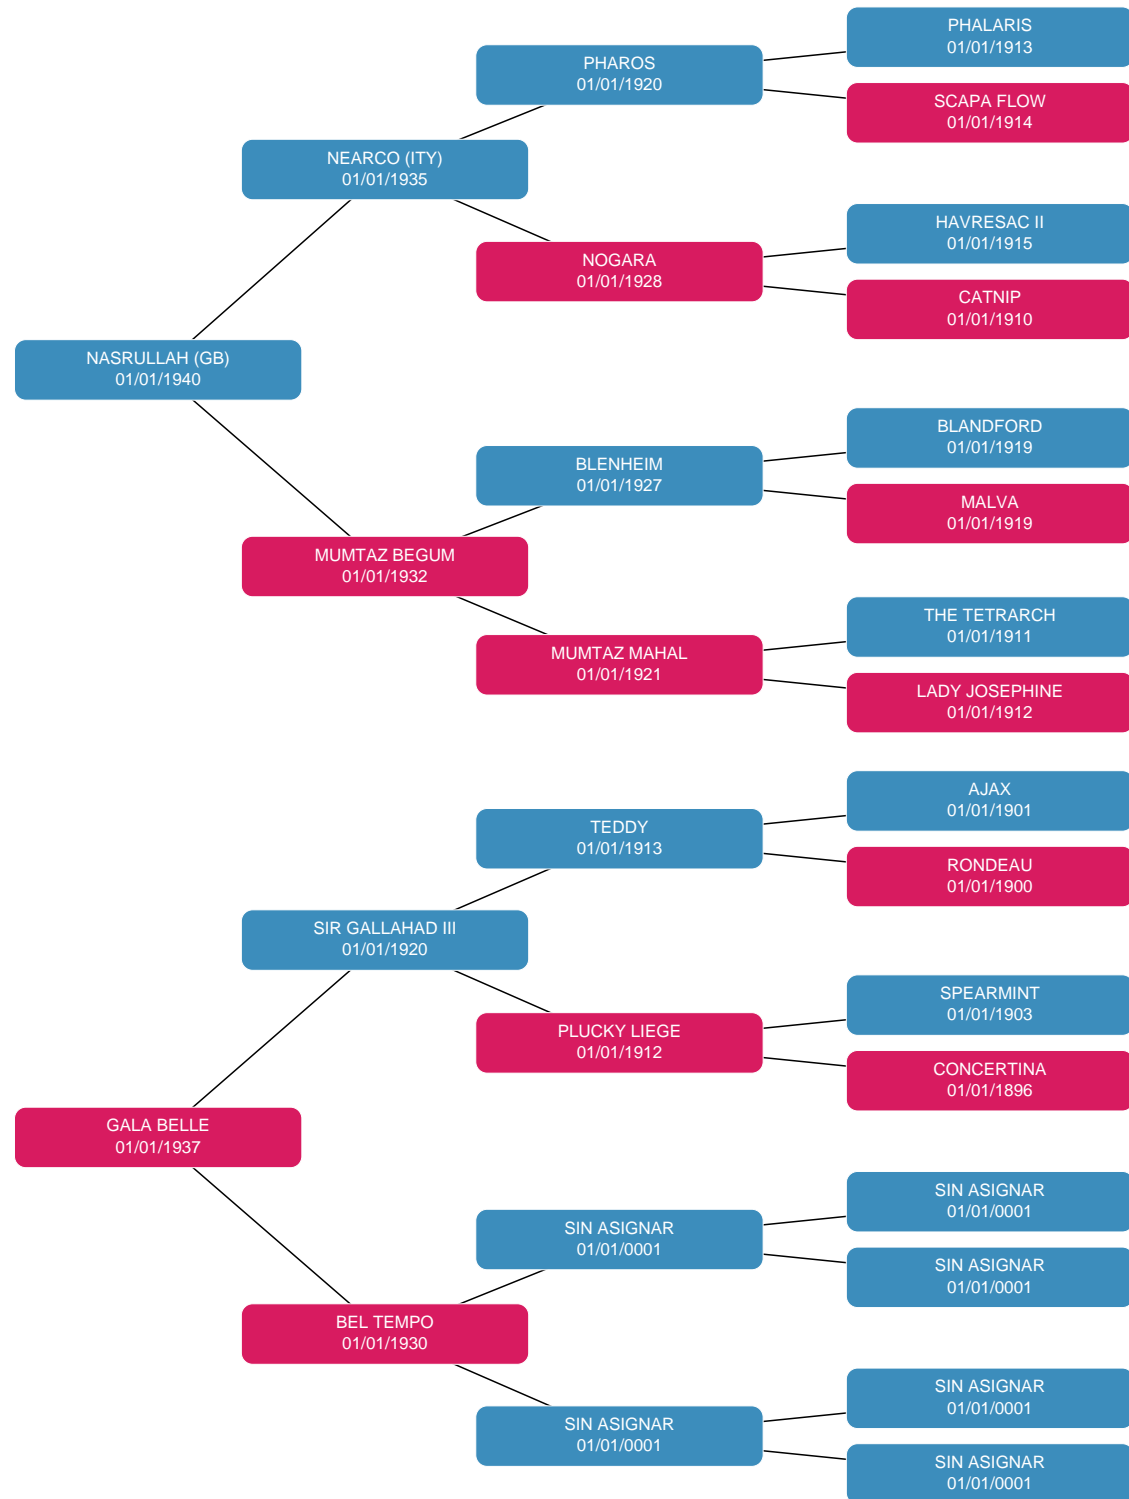 PHALARIS
01/01/1913
PHAROS
01/01/1920
SCAPA FLOW
01/01/1914
NEARCO (ITY)
01/01/1935
HAVRESAC II
01/01/1915
NOGARA
01/01/1928
CATNIP
01/01/1910
NASRULLAH (GB)
01/01/1940
BLANDFORD
01/01/1919
BLENHEIM
01/01/1927
MALVA
01/01/1919
MUMTAZ BEGUM
01/01/1932
THE TETRARCH
01/01/1911
MUMTAZ MAHAL
01/01/1921
LADY JOSEPHINE
01/01/1912
AJAX
01/01/1901
TEDDY
01/01/1913
RONDEAU
01/01/1900
SIR GALLAHAD III
01/01/1920
SPEARMINT
01/01/1903
PLUCKY LIEGE
01/01/1912
CONCERTINA
01/01/1896
GALA BELLE
01/01/1937
SIN ASIGNAR
01/01/0001
SIN ASIGNAR
01/01/0001
SIN ASIGNAR
01/01/0001
BEL TEMPO
01/01/1930
SIN ASIGNAR
01/01/0001
SIN ASIGNAR
01/01/0001
SIN ASIGNAR
01/01/0001